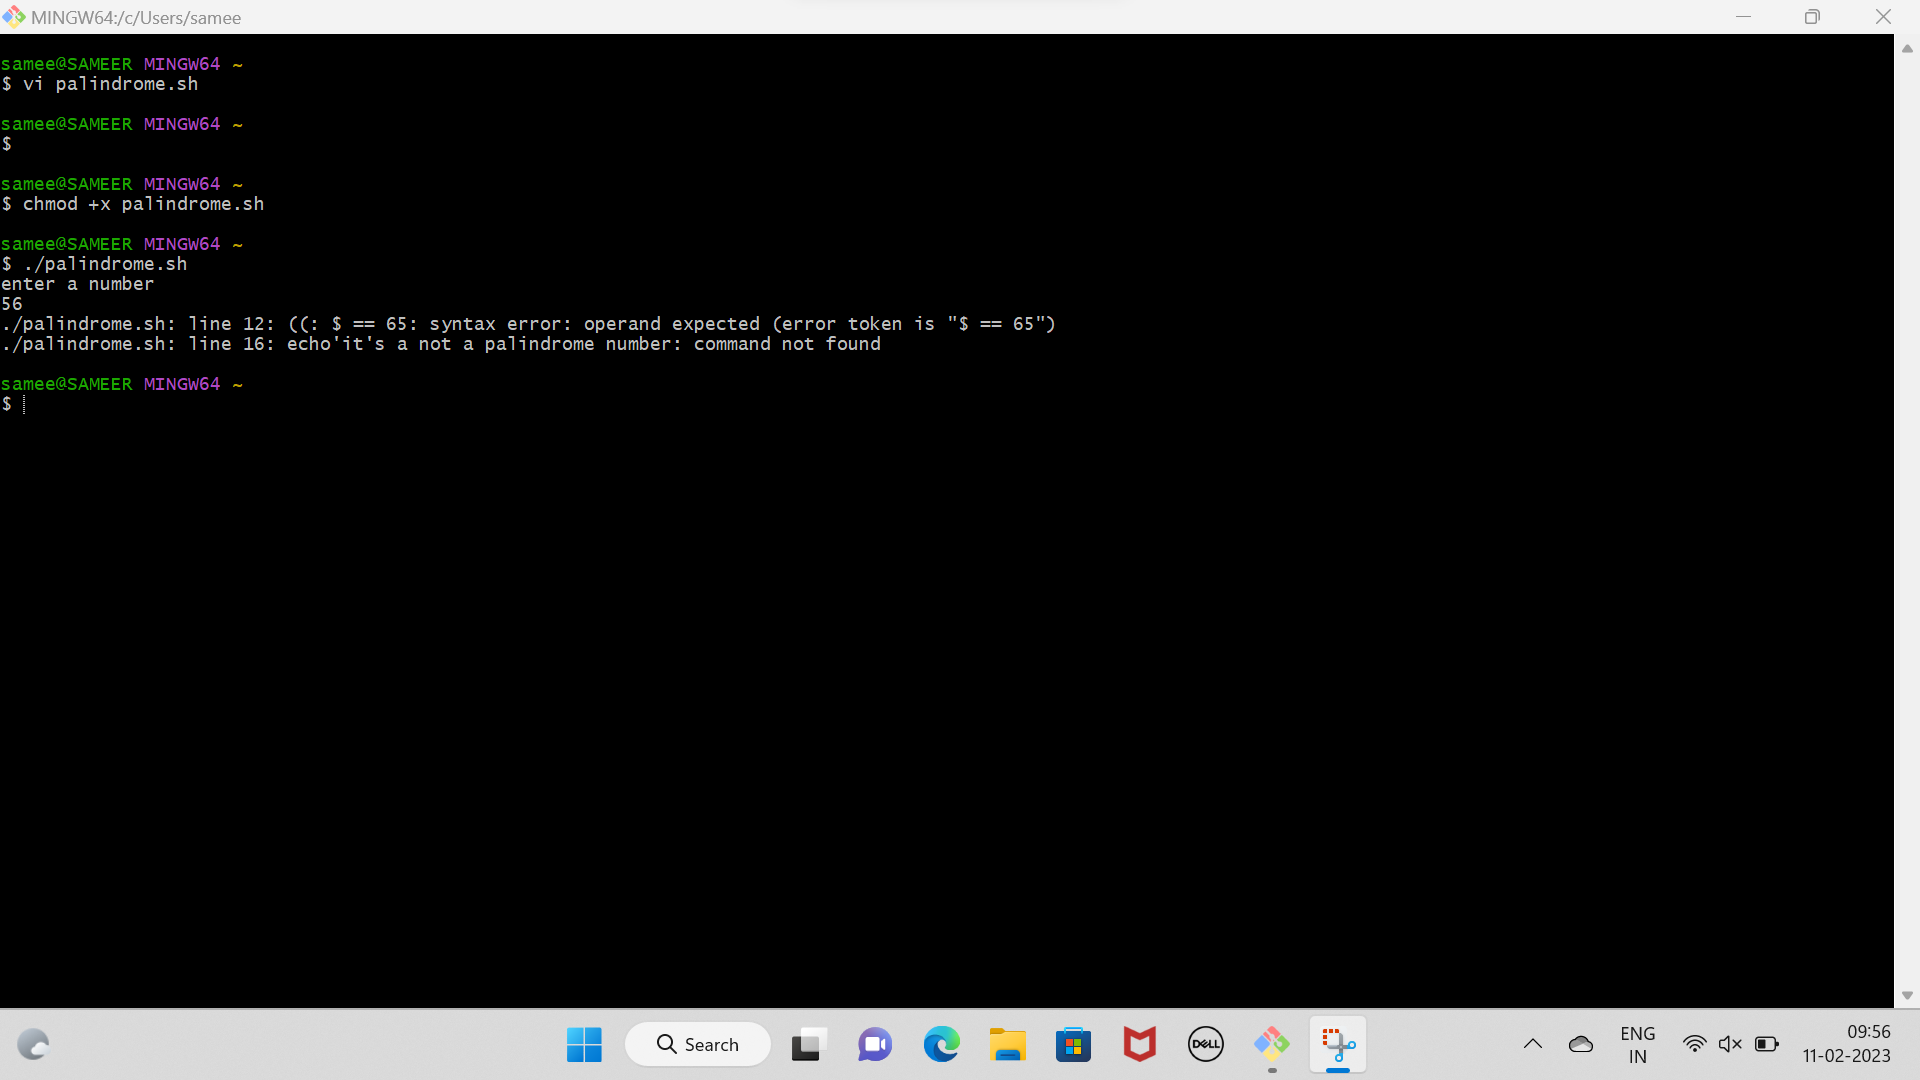 MINGW64:/c/Users/samee
samee@SAMEER MINGW64 ~
$ vi palindrome.sh
samee@SAMEER MINGW64 ~
$
samee@SAMEER MINGW64 ~
$ chmod +x palindrome.sh
samee@SAMEER MINGW64 ~
$ ./palindrome.sh
enter a number
56
./palindrome.sh: line 12: ((: $ == 65: syntax error: operand expected (error token is "$ == 65")
./palindrome.sh: line 16: echo'it's a not a palindrome number: command not found
samee@SAMEER MINGW64 ~
$
Search
DELL
ENG
IN
09:56
11-02-2023